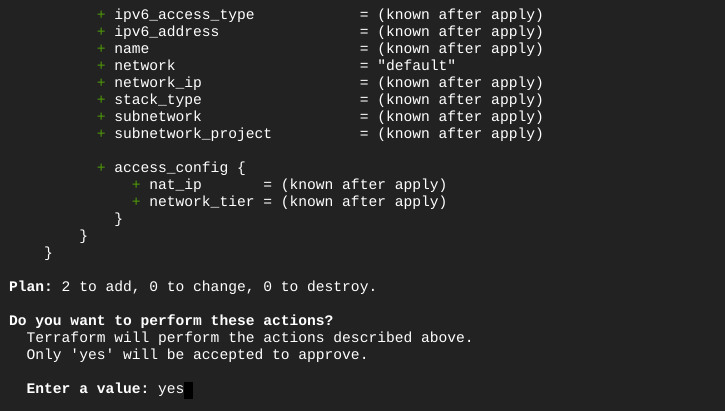 + ipv6_access_type = (known after apply)
+ ipv6_address = (known after apply)
+ name = (known after apply)
+ network = "default"
+ network_ip = (known after apply)
+ stack_type = (known after apply)
+ subnetwork = (known after apply)
+ subnetwork_project = (known after apply)
+ access_config {
+ nat_ip = (known after apply)
+ network_tier = (known after apply)
}
}
}
Plan: 2 to add, 0 to change, 0 to destroy.
Do you want to perform these actions?
Terraform will perform the actions described above.
Only 'yes' will be accepted to approve.
Enter a value: yes